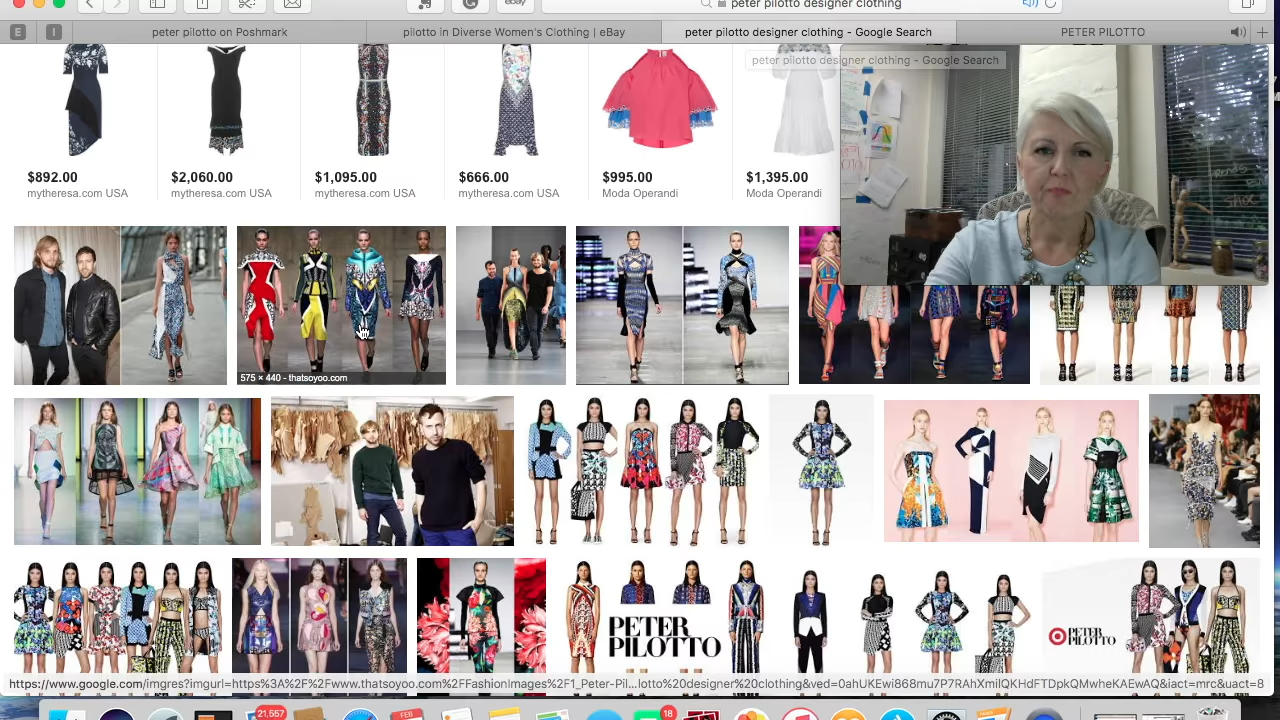 ebay
peter pilotto designer clothing
E
I
peter pilotto on Poshmark
pilotto in Diverse Women's Clothing | eBay
peter pilotto designer clothing - Google Search
PETER PILOTTO
peter pilotto designer clothing - Google Search
$892.00
mytheresa.com USA
$2,060.00
mytheresa.com USA
$1,095.00
mytheresa.com USA
$666.00
mytheresa.com USA
$995.00
Moda Operandi
$1,395.00
Moda Operandi
575 × 440 - thatsoyoo.com
PETER
PILOTTO
PETER
PILOTTO
https://www.google.com/imgres?imgurl=https%3A%2F%2Fwww.thatsoyoo.com%2FFashionImages%2F1_Peter-Pil...lotto%20designer%20clothing&ved=0ahUKEwi868mu7P7RAhXmilQKHdFTDpkQMwheKAEwAQ&iact=mrc&uact=8
21,557
FEB
18